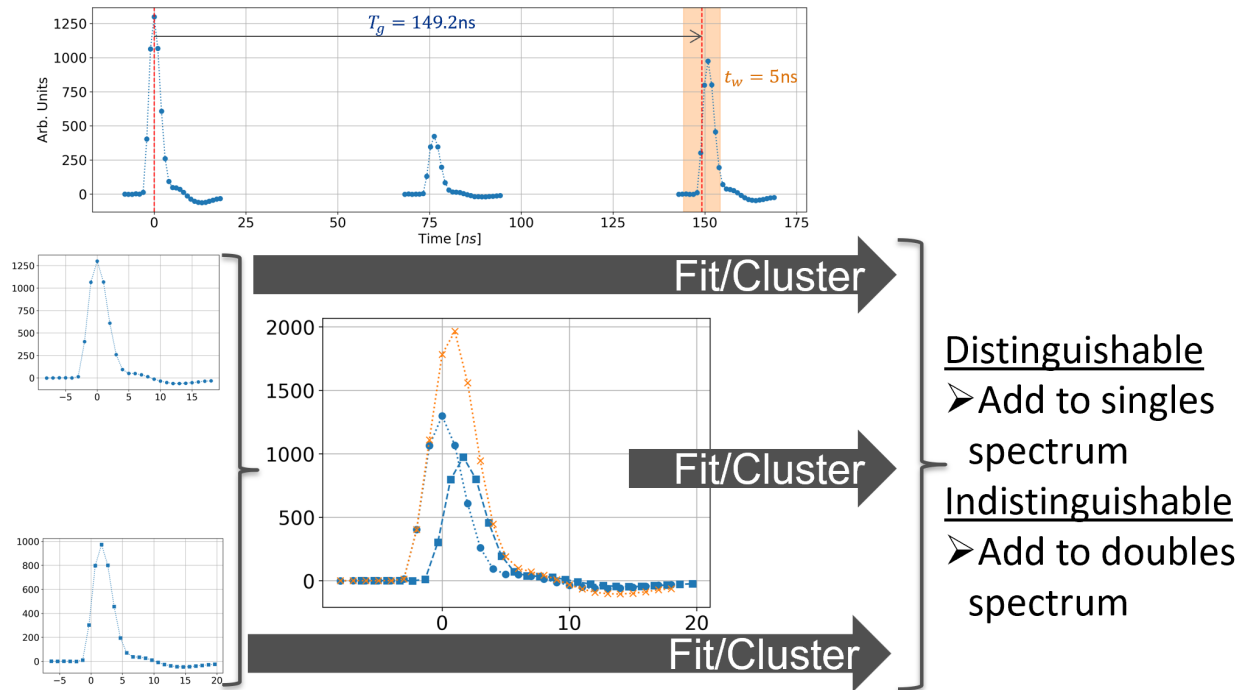 1250
1000
750
500
250
0
Arb. Units
T_g = 149.2ns
t_w = 5ns
0 25 50 75 100 125 150 175
Time [ns]
1250
1000
750
500
250
0
−5 0 5 10 15
Fit/Cluster
2000
1500
1000
500
0
0 10 20
Fit/Cluster
1000
800
600
400
200
0
−5 0 5 10 15 20
Fit/Cluster
Distinguishable
➢Add to singles
spectrum
Indistinguishable
➢Add to doubles
spectrum